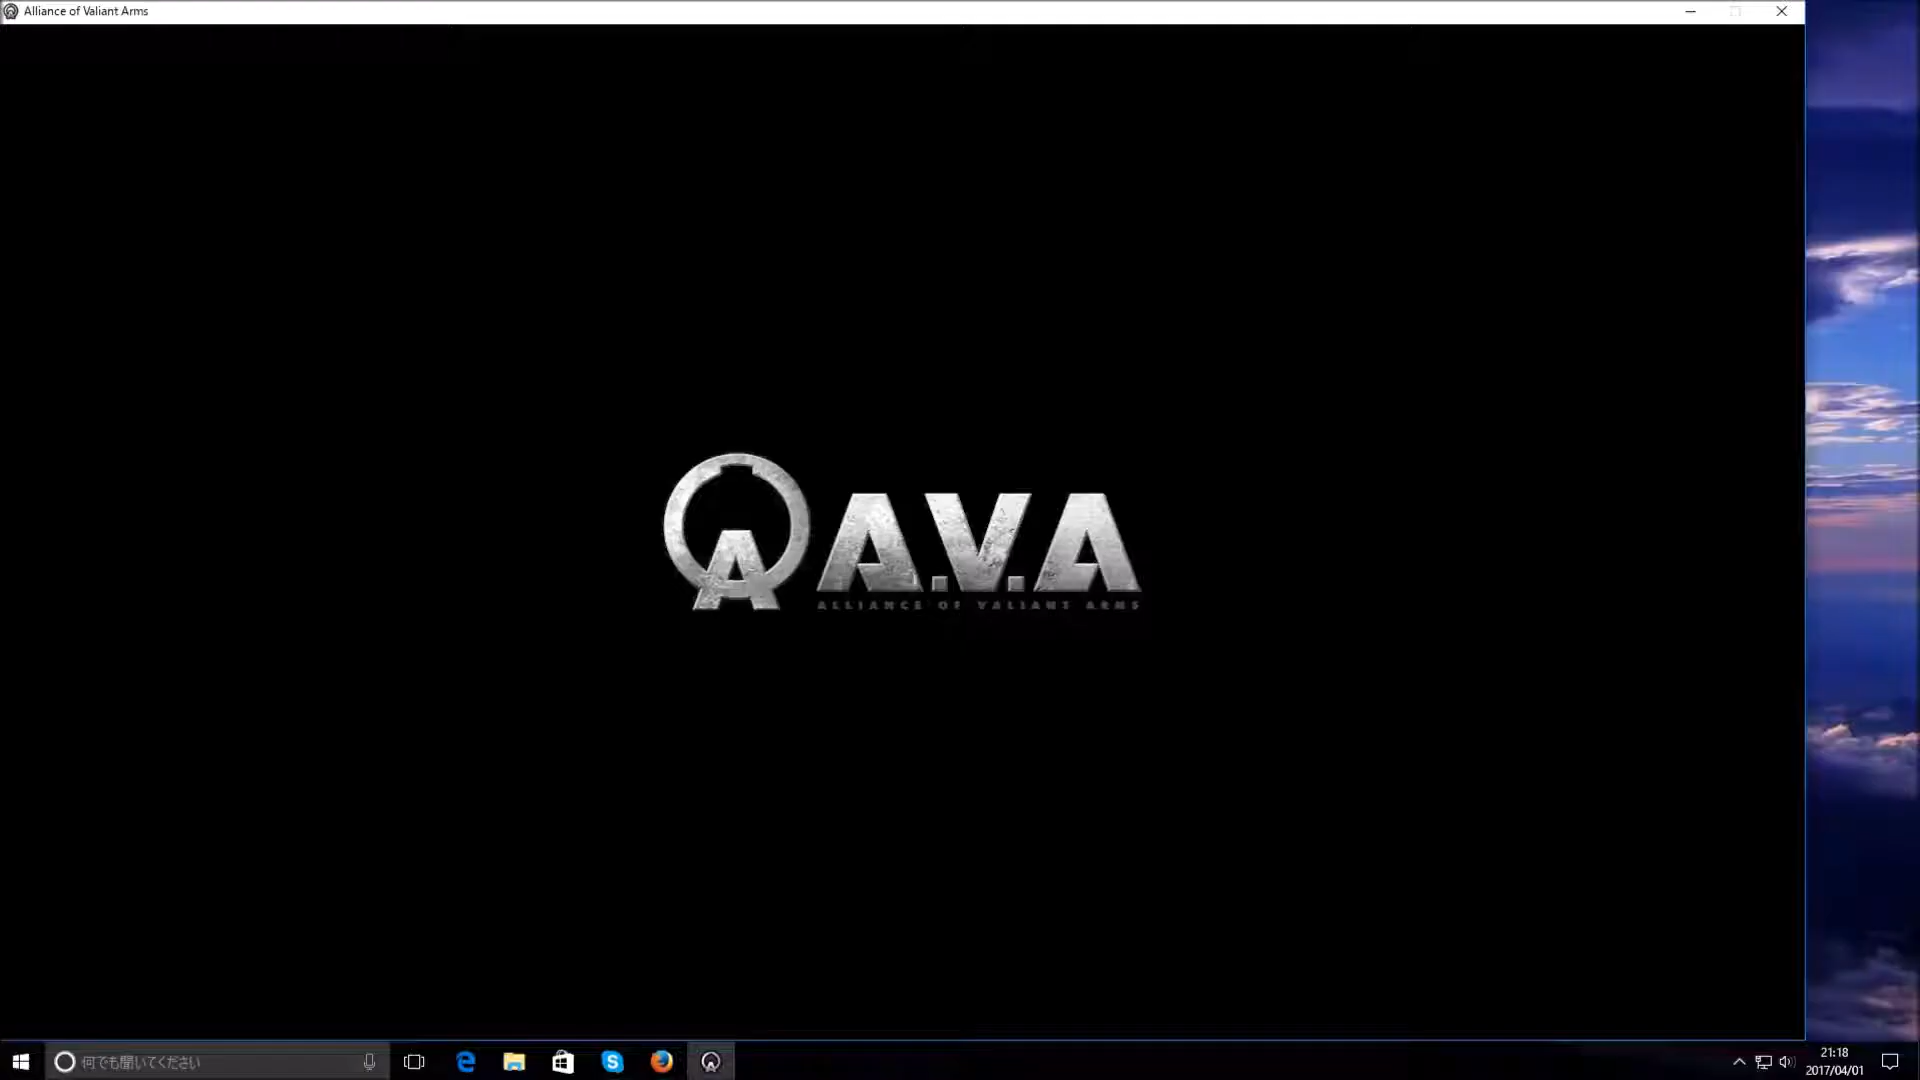 Alliance of Valiant Arms
A.V.A
ALLIANCE OF VALIANT ARMS
何でも聞いてください
21:18
2017/04/01